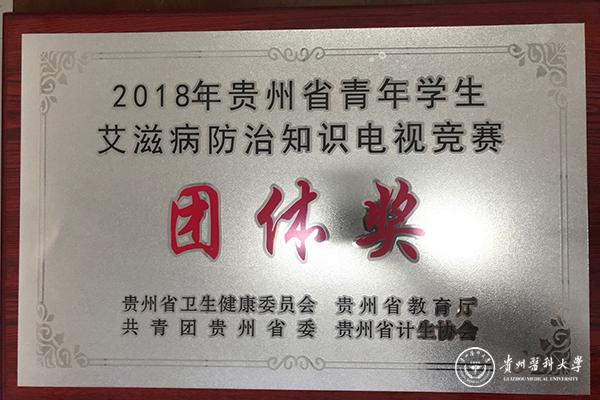 2018年贵州省青年学生
艾滋病防治知识电视竞赛
团体奖
贵州省卫生健康委员会 贵州省教育厅
共青团贵州省委 贵州省计生协会
贵州医科大学
GUIZHOU MEDICAL UNIVERSITY